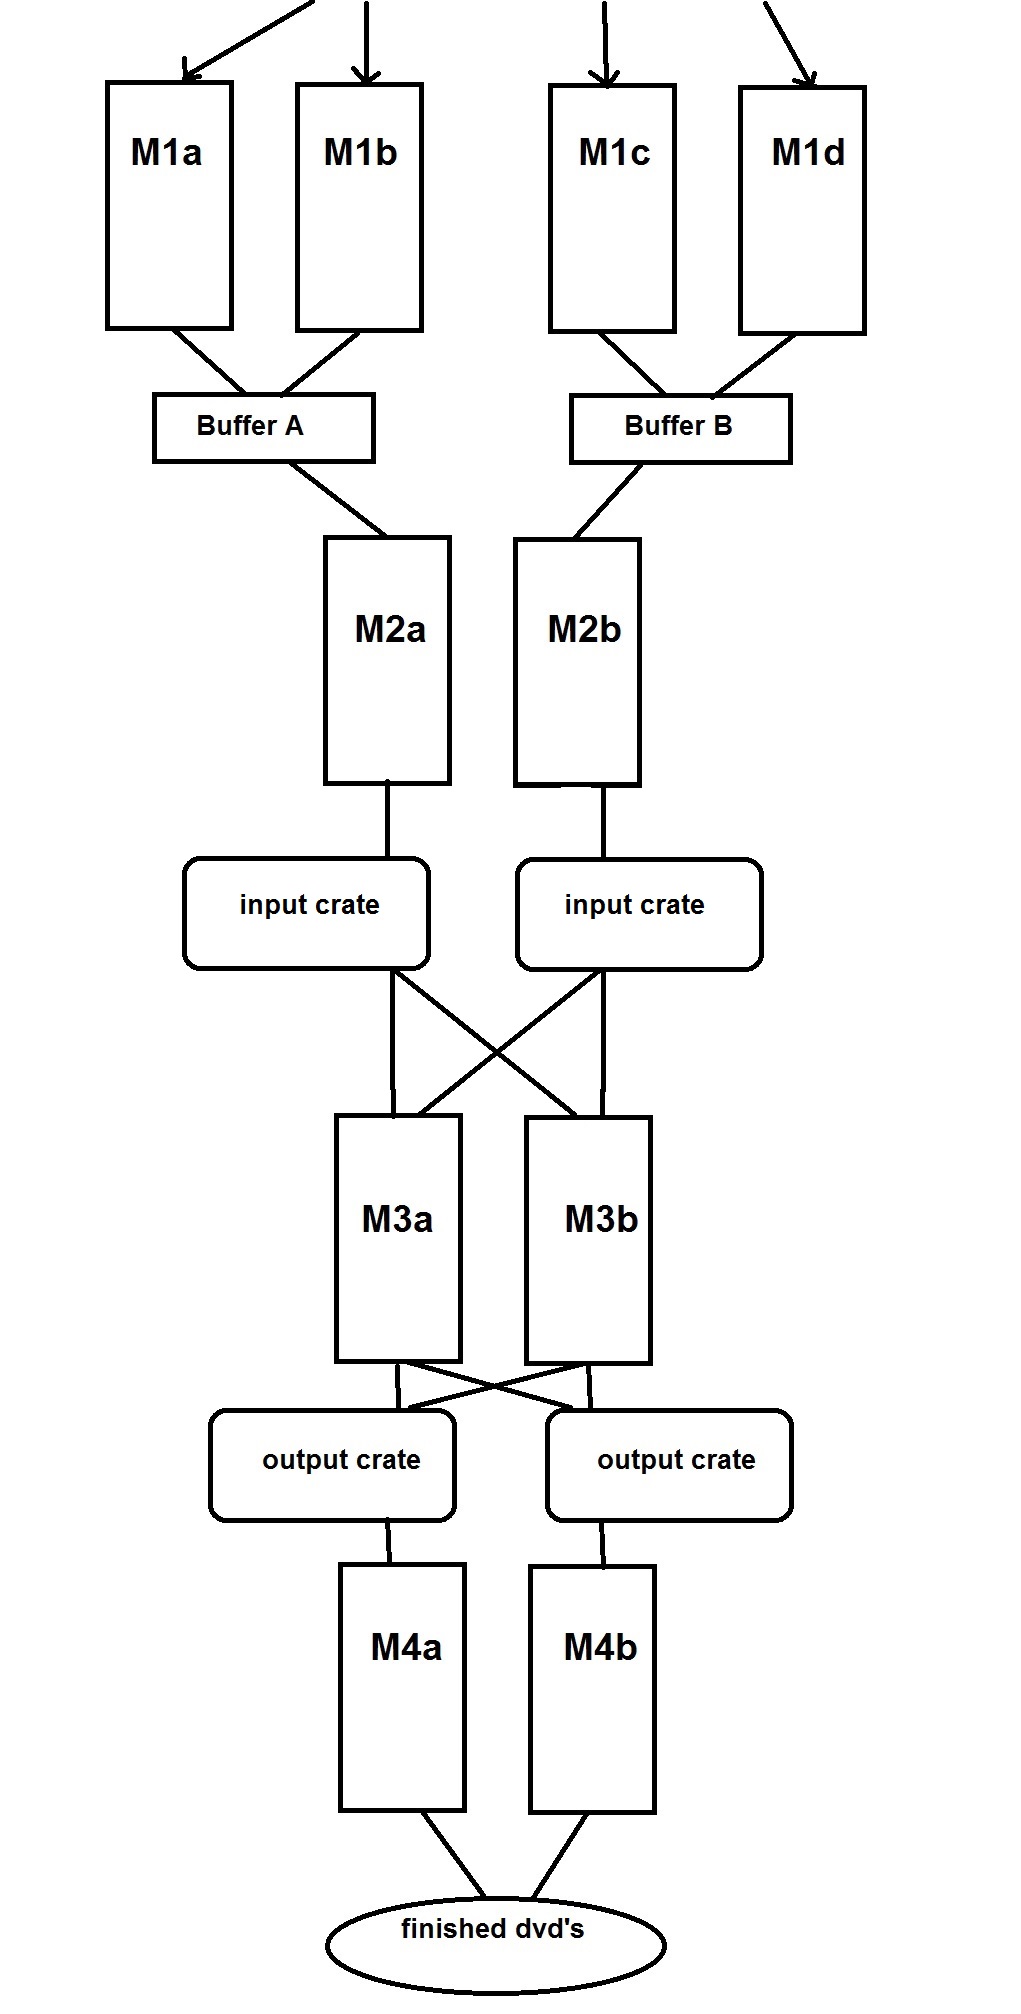 M1a
M1b
M1c
M1d
Buffer A
Buffer B
M2a
M2b
input crate
input crate
M3a
M3b
output crate
output crate
M4a
M4b
finished dvd's